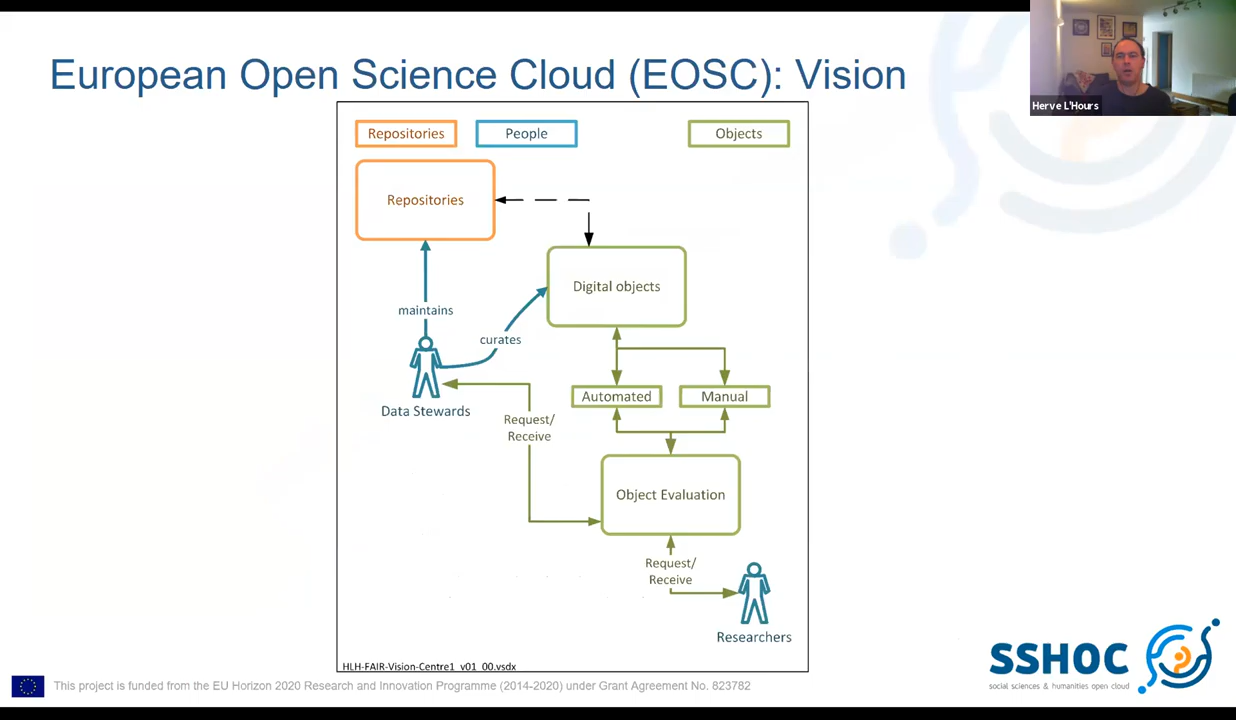 European Open Science Cloud (EOSC): Vision
Herve L'Hours
Repositories
People
Objects
Repositories
Digital objects
maintains
curates
Data Stewards
Automated
Manual
Request/
Receive
Object Evaluation
Request/
Receive
Researchers
HLH-FAIR-Vision-Centre1_v01_00.vsdx
This project is funded from the EU Horizon 2020 Research and Innovation Programme (2014-2020) under Grant Agreement No. 823782
SSHOC
social sciences & humanities open cloud